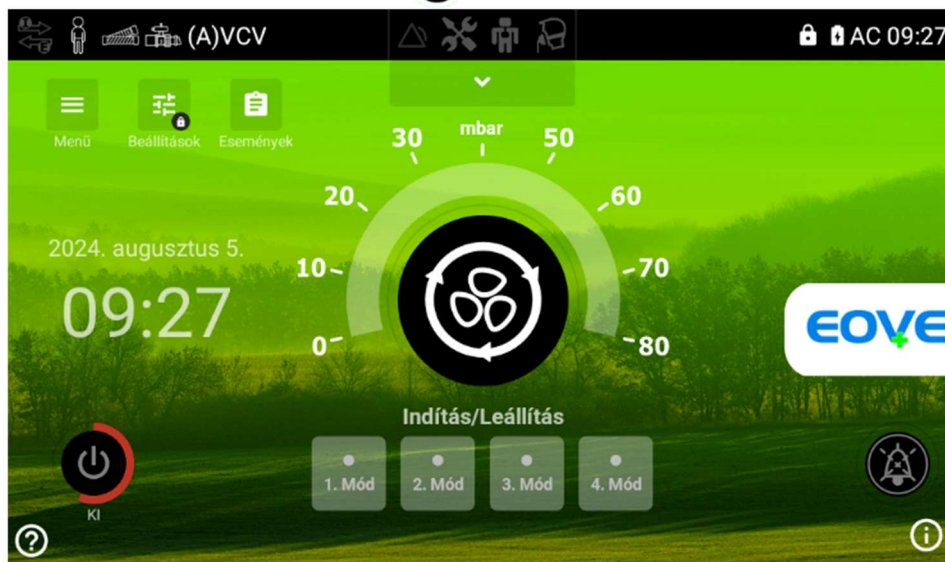 (A)VCV
AC 09:27
Menü
Beállítások
Események
mbar
30
50
20
60
10
70
0
80
2024. augusztus 5.
09:27
EOVE
Indítás/Leállítás
1. Mód
2. Mód
3. Mód
4. Mód
KI
?
i